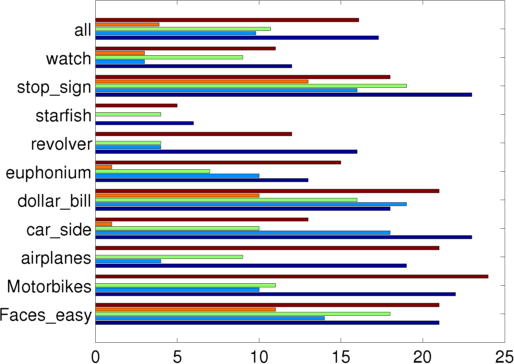 all
watch
stop_sign
starfish
revolver
euphonium
dollar_bill
car_side
airplanes
Motorbikes
Faces_easy
0 5 10 15 20 25